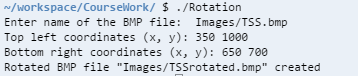 ~/workspace/CourseWork/ $ ./Rotation
Enter name of the BMP file:  Images/TSS.bmp
Top left coordinates (x, y): 350 1000
Bottom right coordinates (x, y): 650 700
Rotated BMP file "Images/TSSrotated.bmp" created